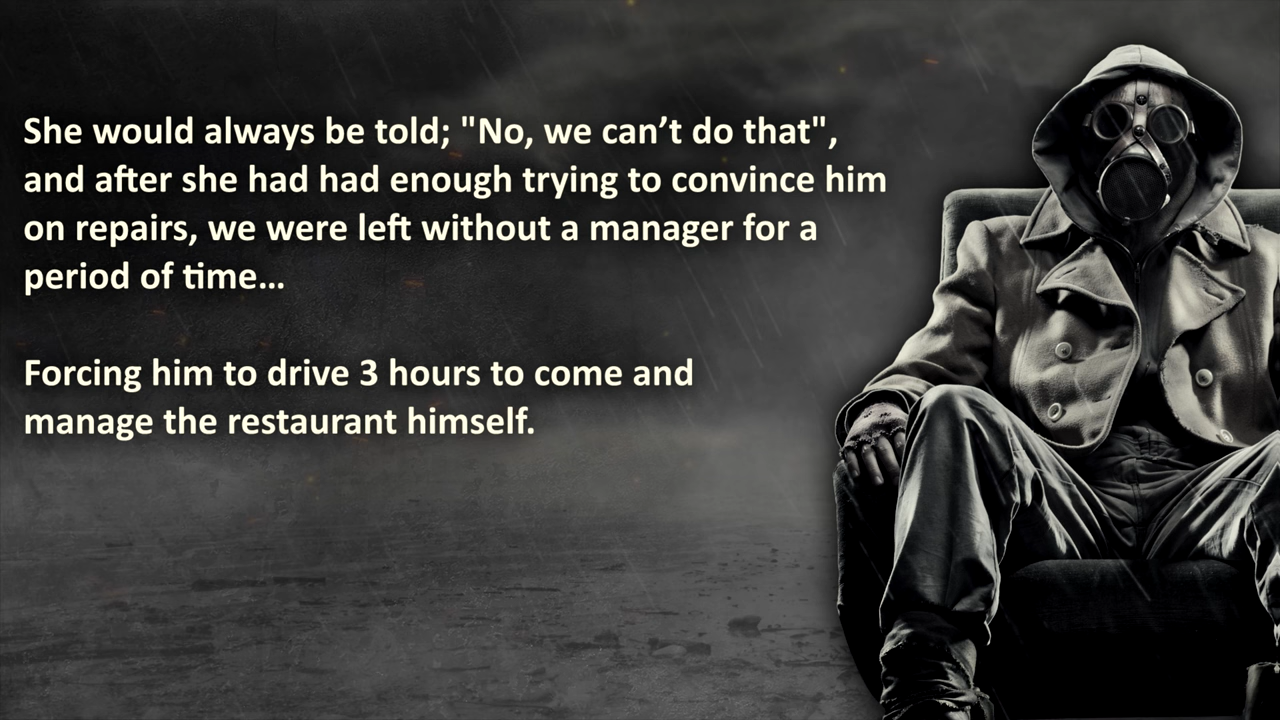 She would always be told; "No, we can’t do that",
and after she had had enough trying to convince him
on repairs, we were left without a manager for a
period of time...
Forcing him to drive 3 hours to come and
manage the restaurant himself.